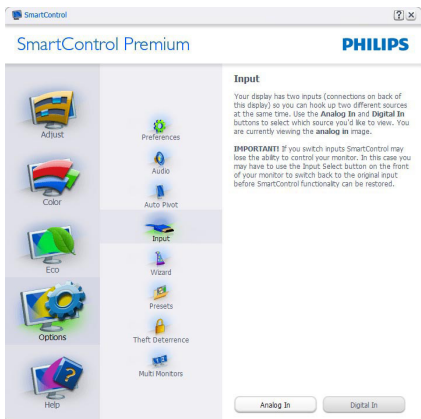 SmartControl
SmartControl Premium
PHILIPS
Adjust
Color
Eco
Options
Help
Preferences
Audio
Auto Pivot
Input
Wizard
Presets
Theft Deterrence
Multi Monitors
Input
Your display has two inputs (connections on back of
this display) so you can hook up two different sources
at the same time. Use the Analog In and Digital In
buttons to select which source you'd like to view. You
are currently viewing the analog in image.
IMPORTANT! If you switch inputs SmartControl may
lose the ability to control your monitor. In this case you
may have to use the Input Select button on the front
of your monitor to switch back to the original input
before SmartControl functionality can be restored.
Analog In
Digital In